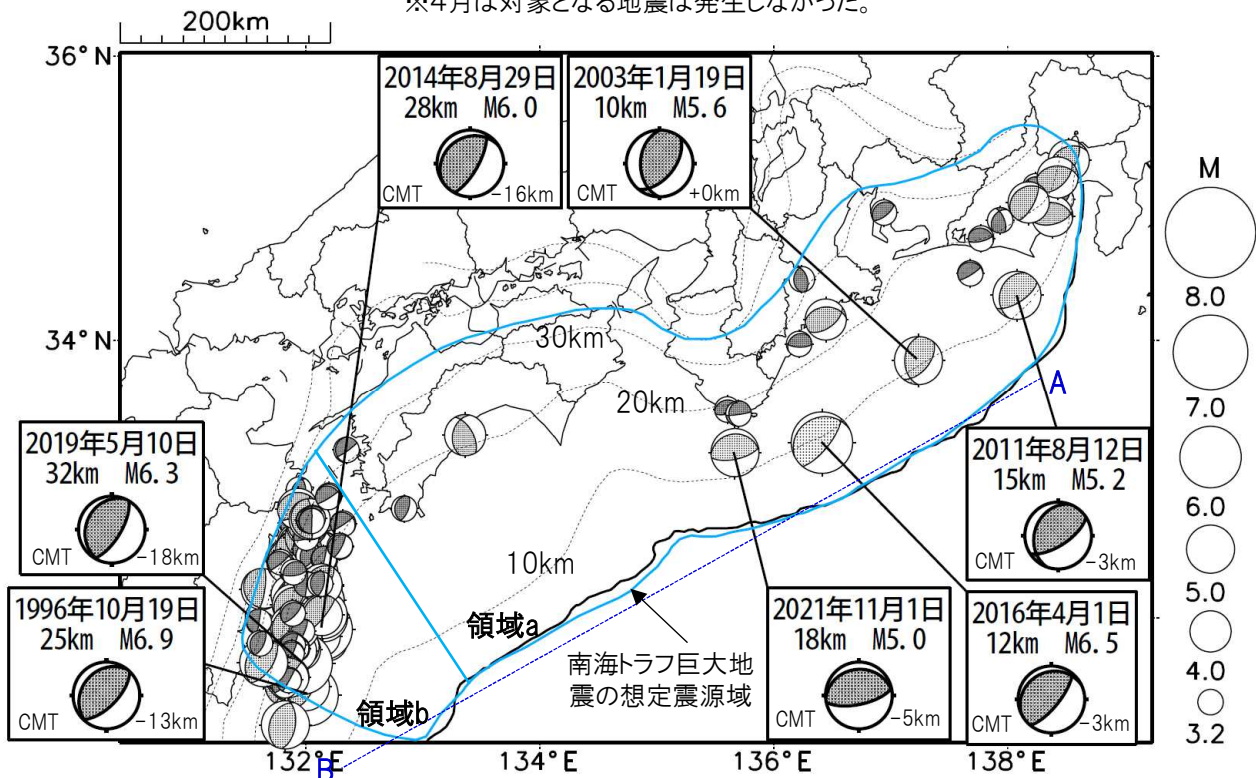 ※4月は対象となる地震は発生しなかった。
200km
36°N
2014年8月29日
28km M6.0
CMT
-16km
2003年1月19日
10km M5.6
CMT
+0km
M
8.0
7.0
6.0
5.0
4.0
3.2
34°N
30km
20km
10km
A
2019年5月10日
32km M6.3
CMT
-18km
2011年8月12日
15km M5.2
CMT
-3km
1996年10月19日
25km M6.9
CMT
-13km
領域a
領域b
南海トラフ巨大地
震の想定震源域
2021年11月1日
18km M5.0
CMT
-5km
2016年4月1日
12km M6.5
CMT
-3km
132°E
B
134°E
136°E
138°E